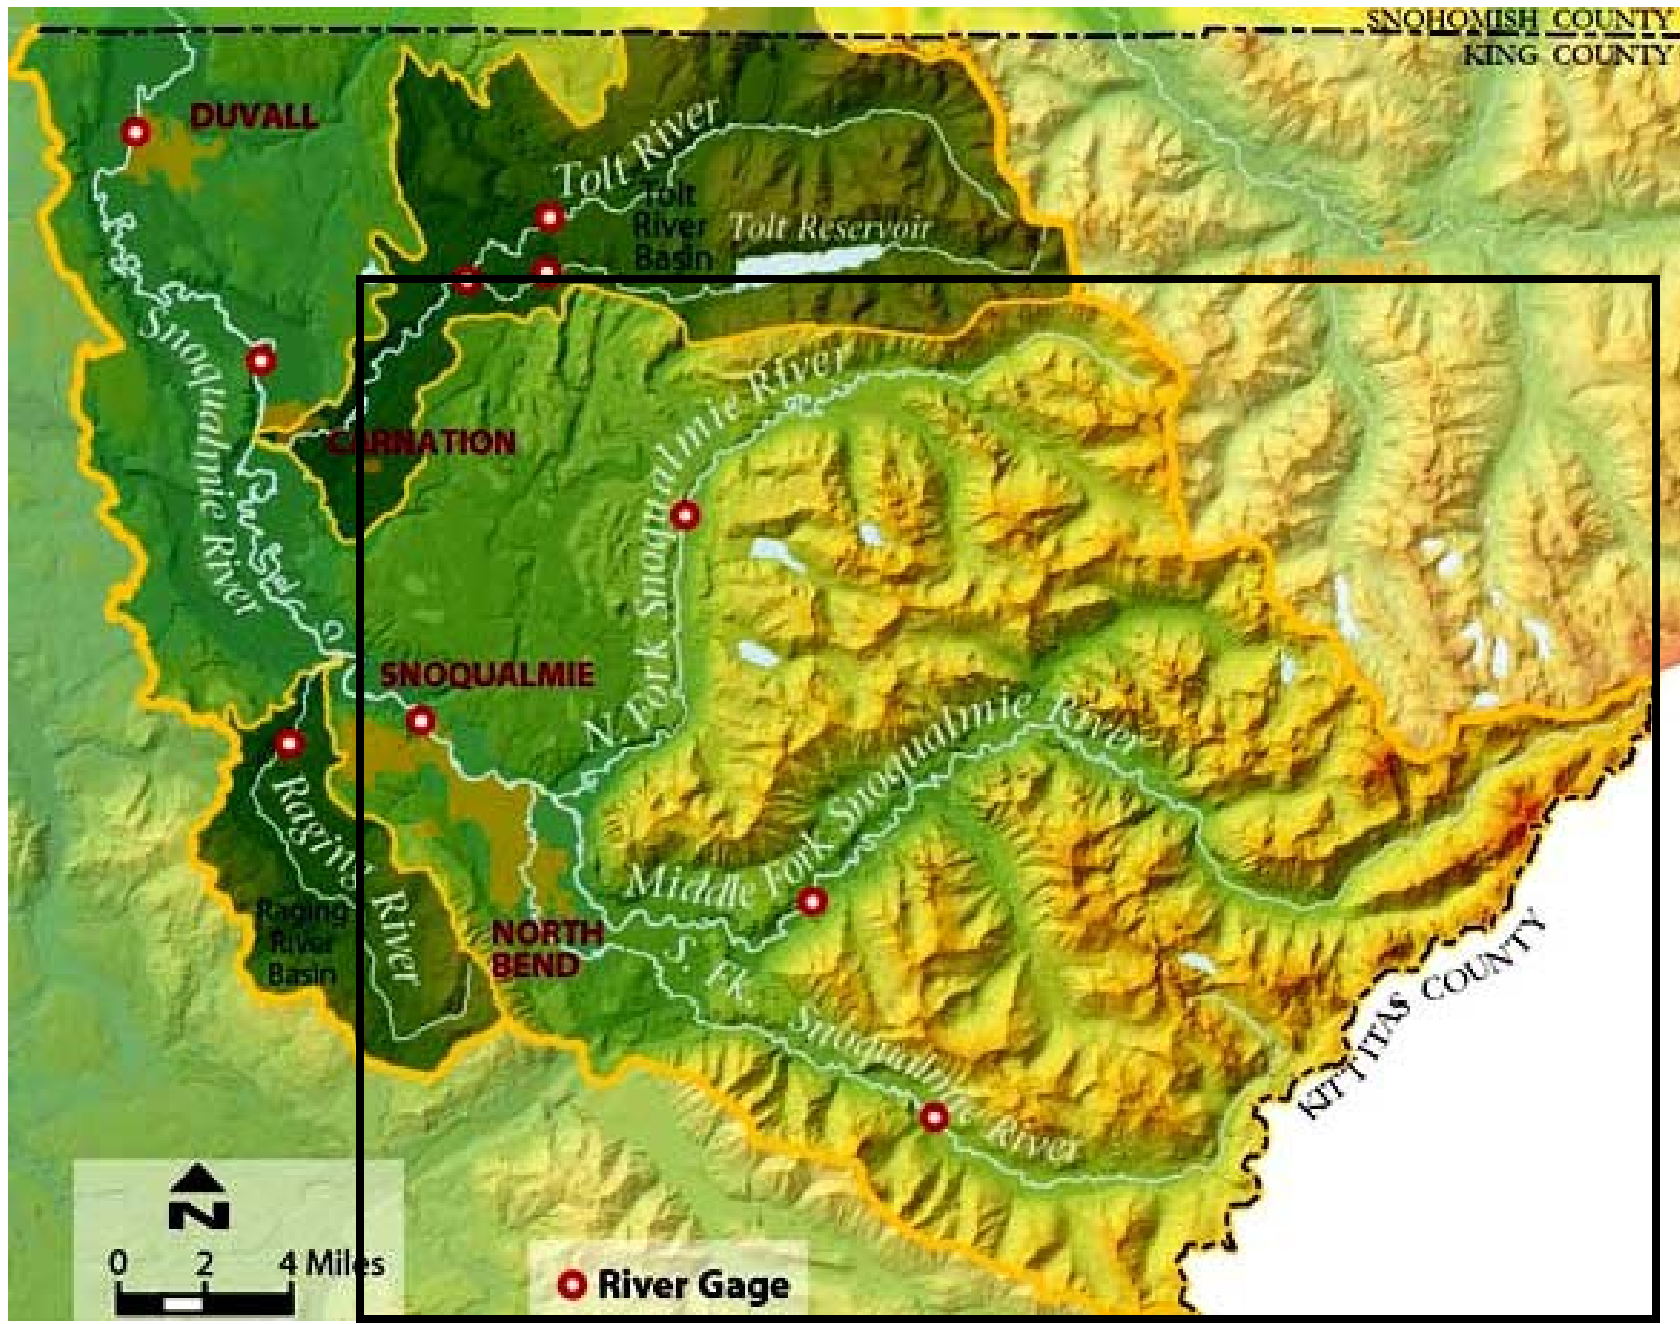 SNOHOMISH COUNTY
KING COUNTY
DUVALL
Tolt River
Tolt
River
Basin
Tolt Reservoir
Snoqualmie River
N. Fork Snoqualmie River
CARNATION
SNOQUALMIE
Middle Fork Snoqualmie River
Raging River
Raging
River
Basin
NORTH
BEND
S. Fk. Snoqualmie River
KITTITAS COUNTY
N
0 2 4 Miles
River Gage